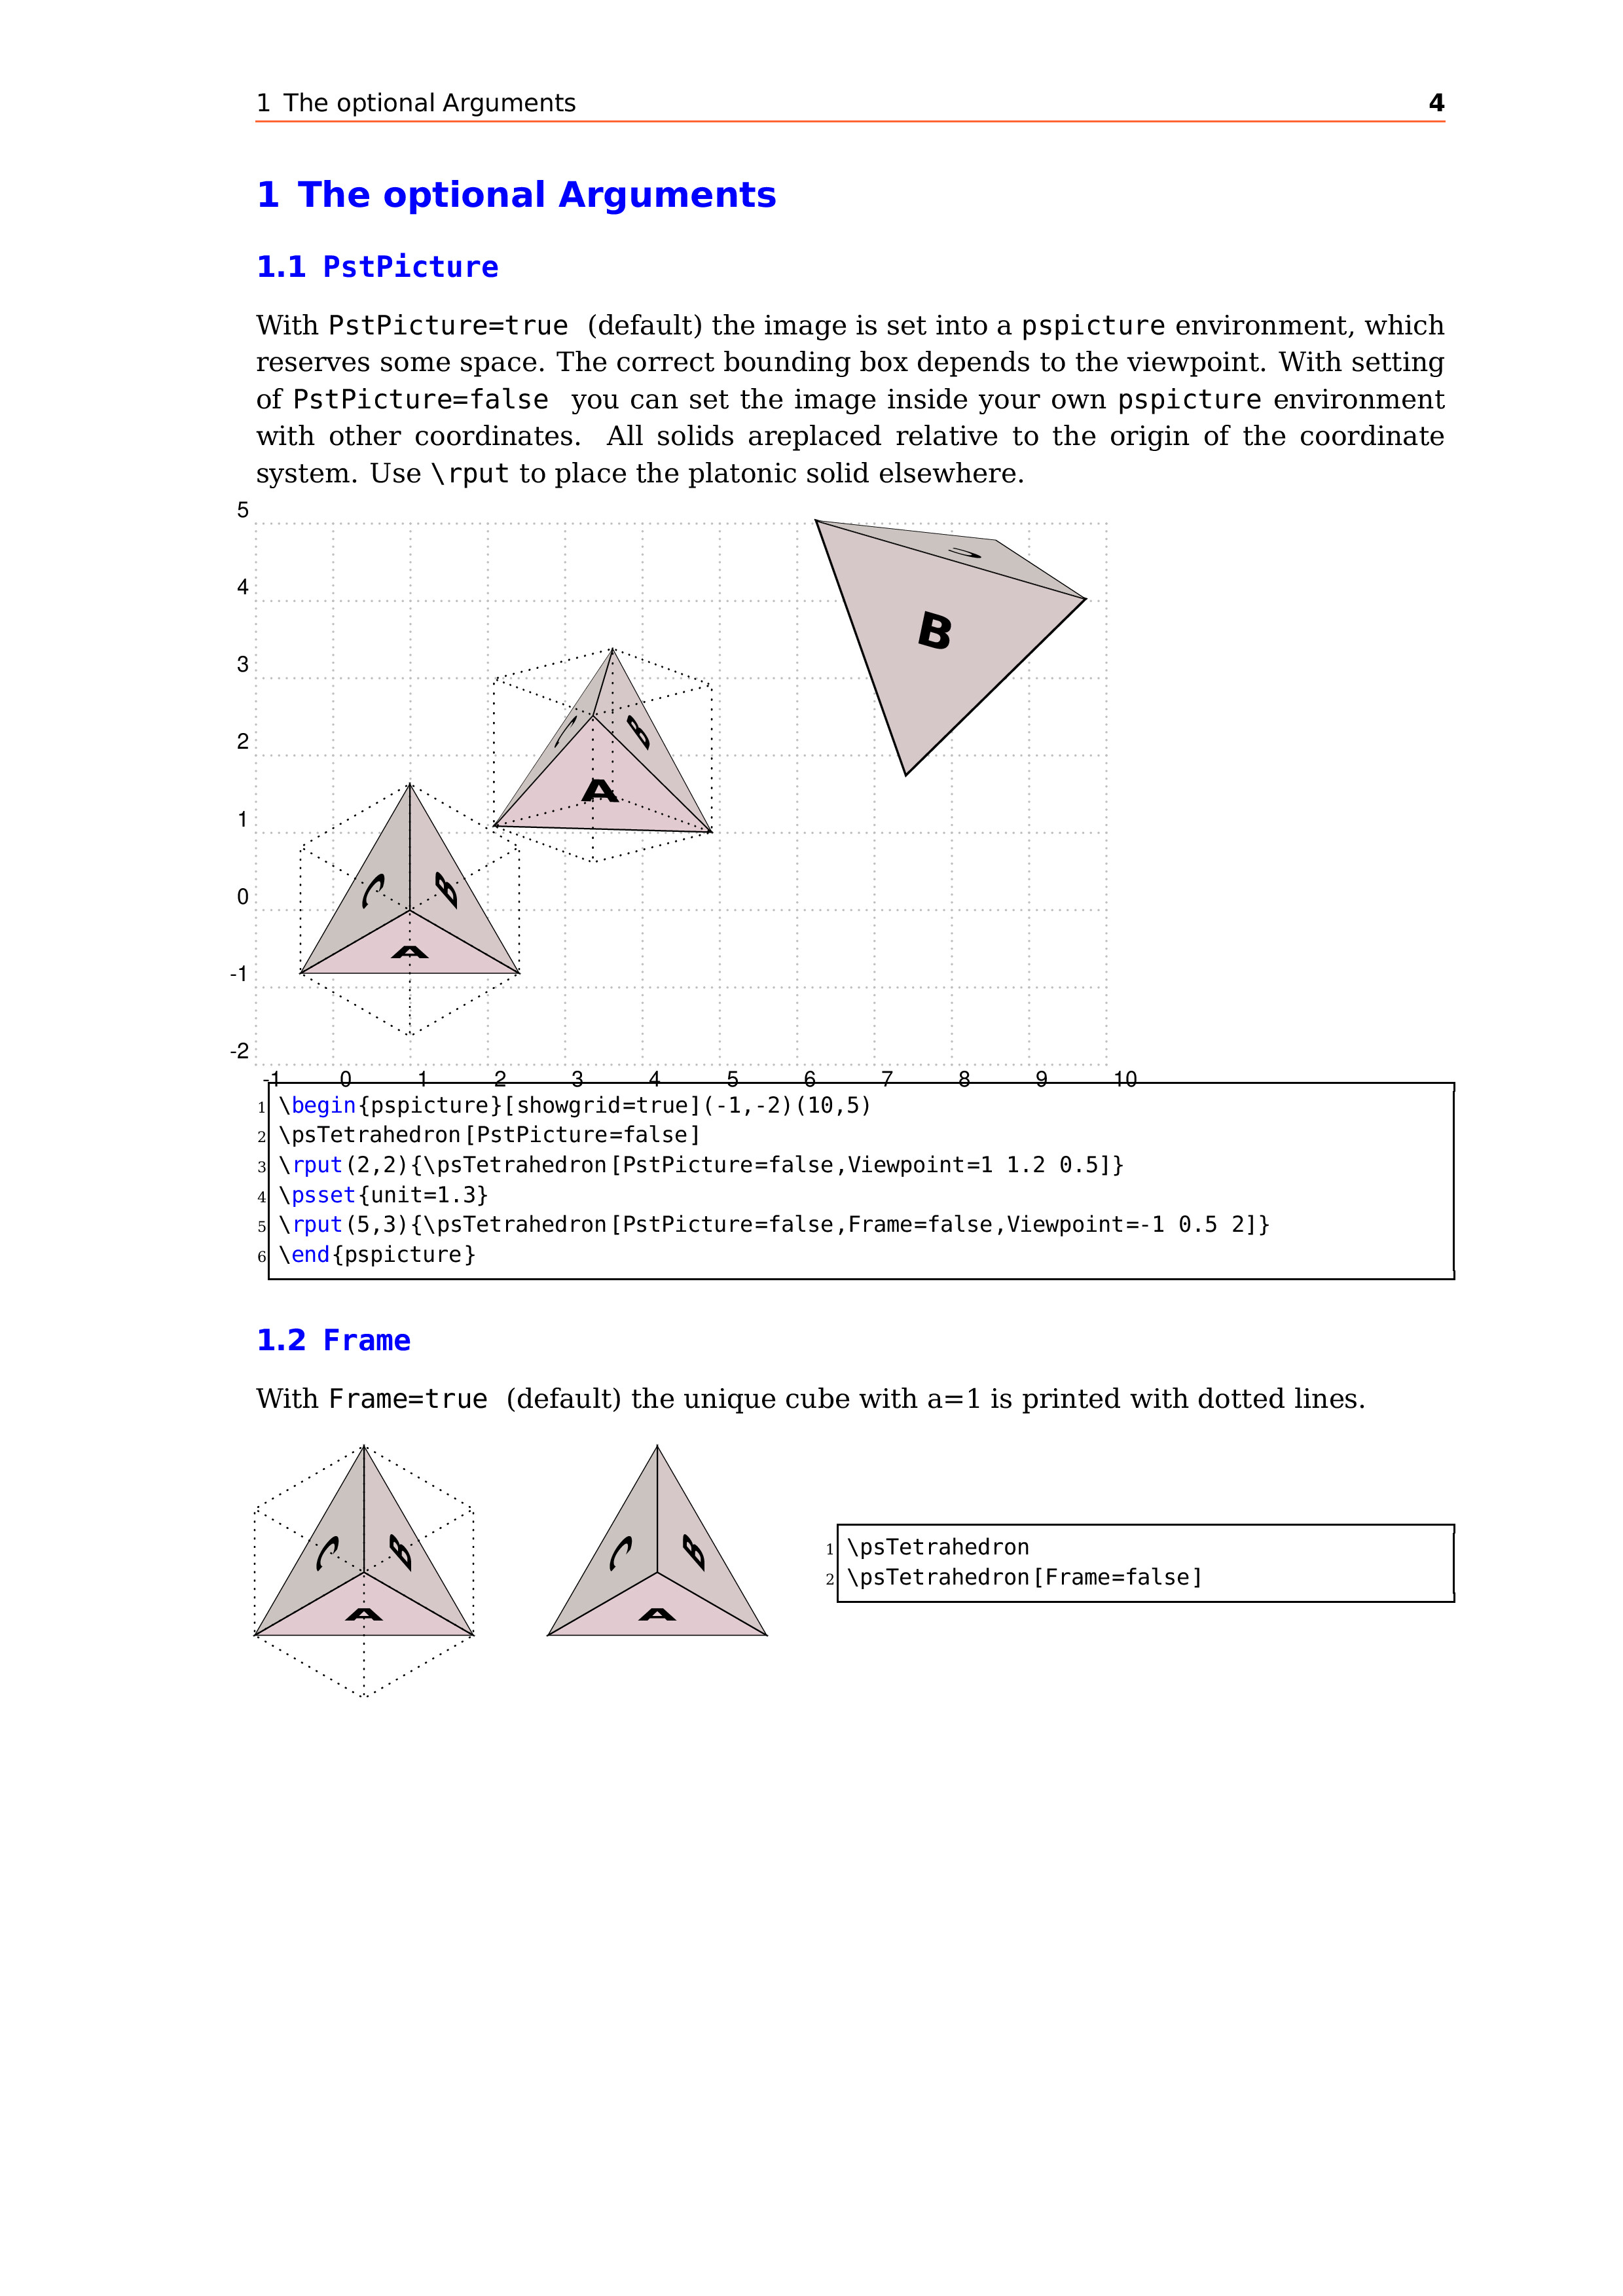 1 The optional Arguments 4
1 The optional Arguments
1.1 PstPicture
With PstPicture=true (default) the image is set into a pspicture environment, which
reserves some space. The correct bounding box depends to the viewpoint. With setting
of PstPicture=false you can set the image inside your own pspicture environment
with other coordinates. All solids areplaced relative to the origin of the coordinate
system. Use \rput to place the platonic solid elsewhere.
5
4
3
2
1
0
-1
-2
B
C
B
A
C
B
A
-1 0 1 2 3 4 5 6 7 8 9 10
1 \begin{pspicture}[showgrid=true](-1,-2)(10,5)
2 \psTetrahedron[PstPicture=false]
3 \rput(2,2){\psTetrahedron[PstPicture=false,Viewpoint=1 1.2 0.5]}
4 \psset{unit=1.3}
5 \rput(5,3){\psTetrahedron[PstPicture=false,Frame=false,Viewpoint=-1 0.5 2]}
6 \end{pspicture}
1.2 Frame
With Frame=true (default) the unique cube with a=1 is printed with dotted lines.
C B C B
A A
1 \psTetrahedron
2 \psTetrahedron[Frame=false]